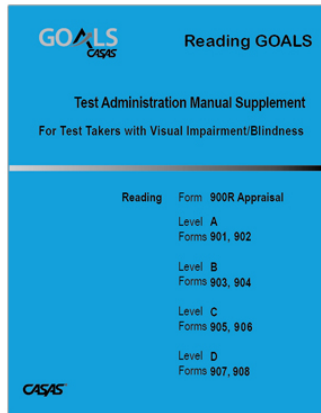 GOALS
CASAS
Reading GOALS
Test Administration Manual Supplement
For Test Takers with Visual Impairment/Blindness
Reading Form 900R Appraisal
Level A
Forms 901, 902
Level B
Forms 903, 904
Level C
Forms 905, 906
Level D
Forms 907, 908
CASAS